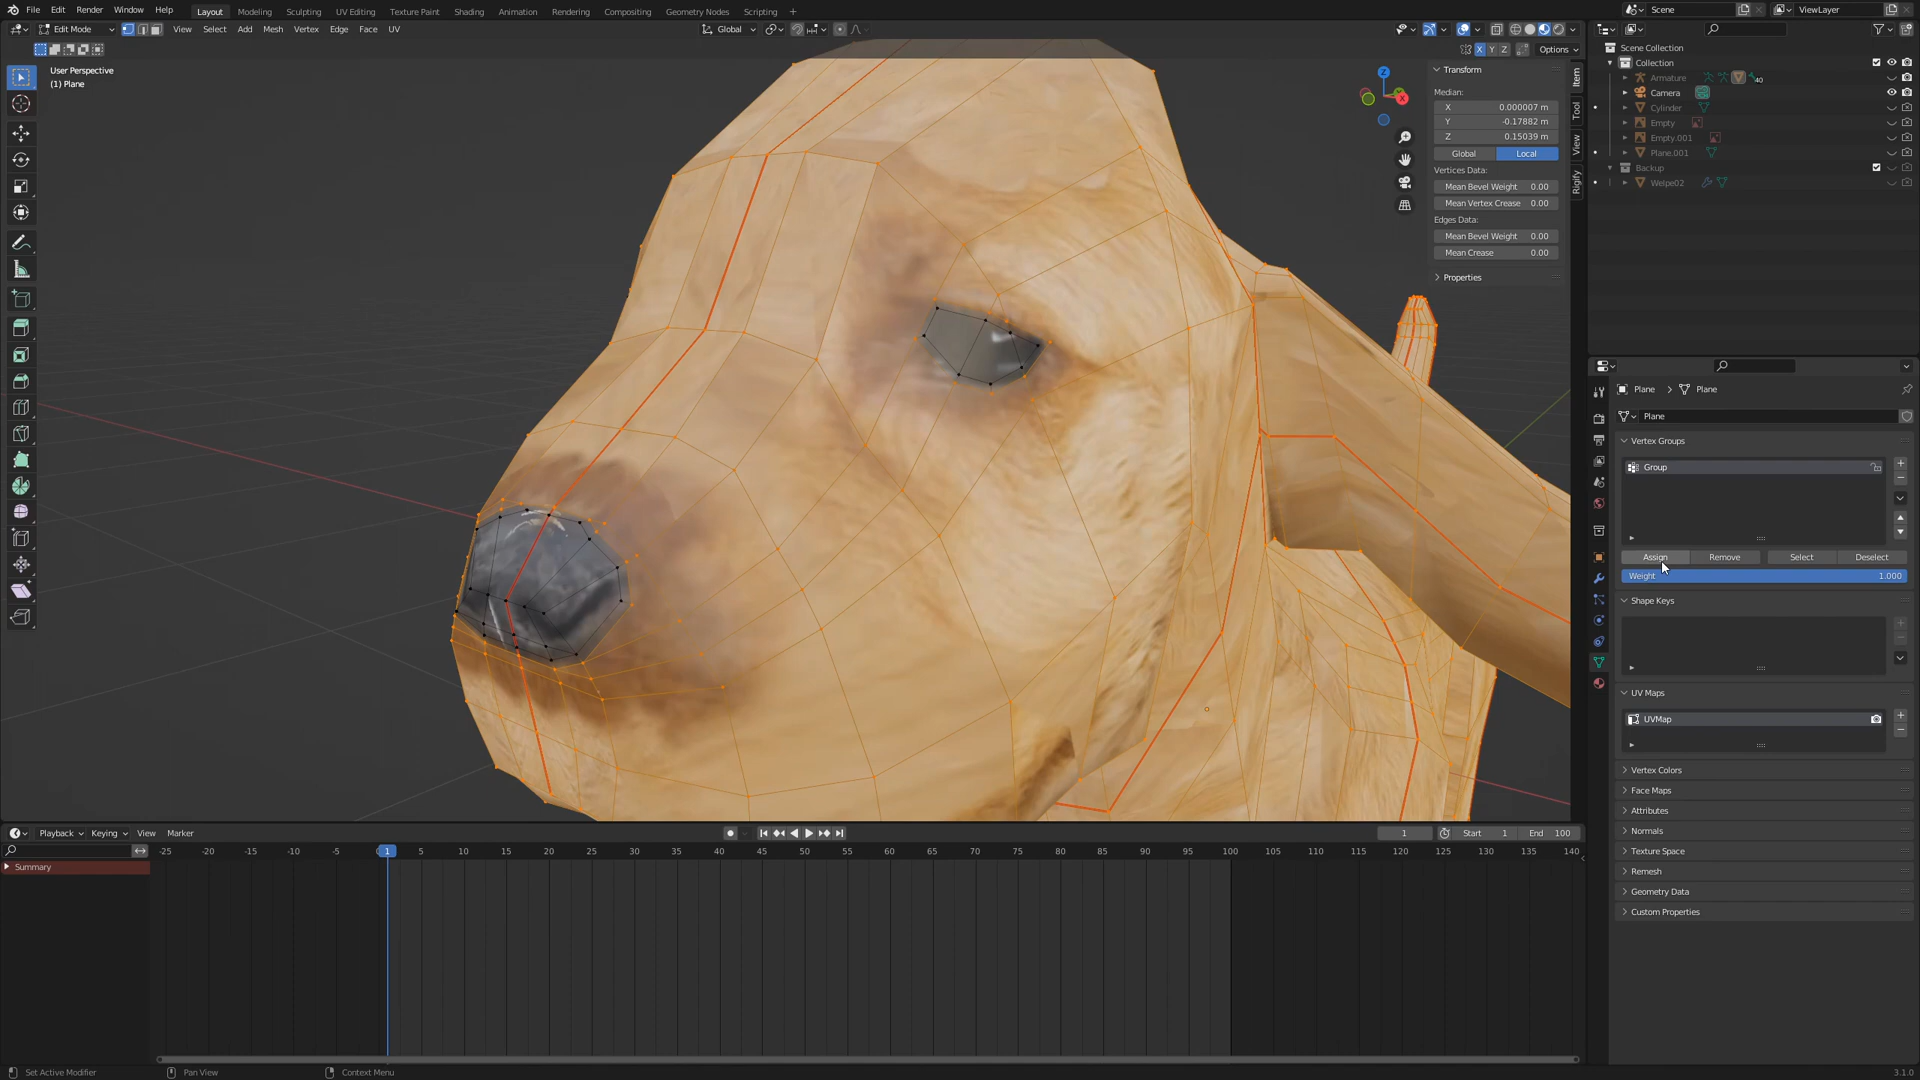 File Edit Render Window Help Layout Modeling Sculpting UV Editing Texture Paint Shading Animation Rendering Compositing Geometry Nodes Scripting + Scene ViewLayer
Edit Mode View Select Add Mesh Vertex Edge Face UV Global
X Y Z Options
User Perspective
(1) Plane
Transform
Median:
X 0.000007 m
Y -0.17882 m
Z 0.15039 m
Global Local
Vertices Data:
Mean Bevel Weight 0.00
Mean Vertex Crease 0.00
Edges Data:
Mean Bevel Weight 0.00
Mean Crease 0.00
Properties
Item
Tool
View
Rigify
Z
X
Scene Collection
Collection
Armature 40
Camera
Cylinder
Empty
Empty.001
Plane.001
Backup
Welpe02
Plane Plane
Plane
Vertex Groups
Group
Assign Remove Select Deselect
Weight 1.000
Shape Keys
UV Maps
UVMap
Vertex Colors
Face Maps
Attributes
Normals
Texture Space
Remesh
Geometry Data
Custom Properties
Playback Keying View Marker 1 Start 1 End 100
-25 -20 -15 -10 -5 1 5 10 15 20 25 30 35 40 45 50 55 60 65 70 75 80 85 90 95 100 105 110 115 120 125 130 135 140
Summary
Set Active Modifier Pan View Context Menu 3.1.0